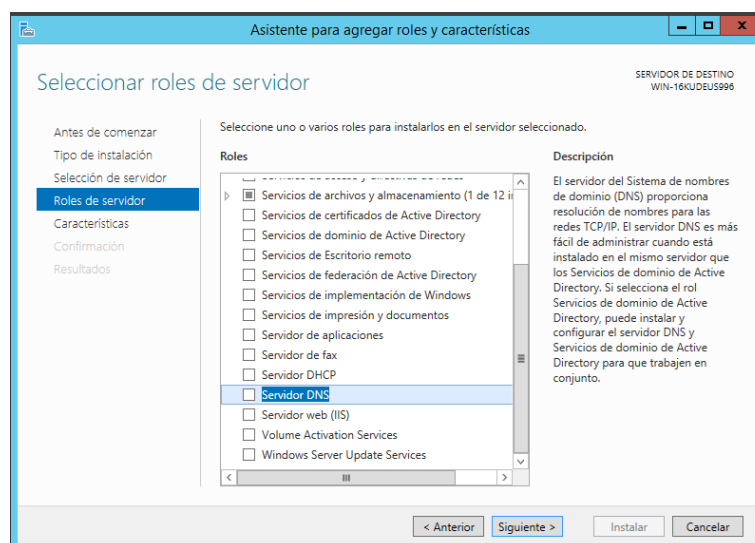 Asistente para agregar roles y características
Seleccionar roles de servidor
SERVIDOR DE DESTINO
WIN-16KUDEUS996
Antes de comenzar
Tipo de instalación
Selección de servidor
Roles de servidor
Características
Confirmación
Resultados
Seleccione uno o varios roles para instalarlos en el servidor seleccionado.
Roles
Servicios de archivos y almacenamiento (1 de 12 in
Servicios de certificados de Active Directory
Servicios de dominio de Active Directory
Servicios de Escritorio remoto
Servicios de federación de Active Directory
Servicios de implementación de Windows
Servicios de impresión y documentos
Servidor de aplicaciones
Servidor de fax
Servidor DHCP
Servidor DNS
Servidor web (IIS)
Volume Activation Services
Windows Server Update Services
Descripción
El servidor del Sistema de nombres
de dominio (DNS) proporciona
resolución de nombres para las
redes TCP/IP. El servidor DNS es más
fácil de administrar cuando está
instalado en el mismo servidor que
los Servicios de dominio de Active
Directory. Si selecciona el rol
Servicios de dominio de Active
Directory, puede instalar y
configurar el servidor DNS y
Servicios de dominio de Active
Directory para que trabajen en
conjunto.
< Anterior
Siguiente >
Instalar
Cancelar